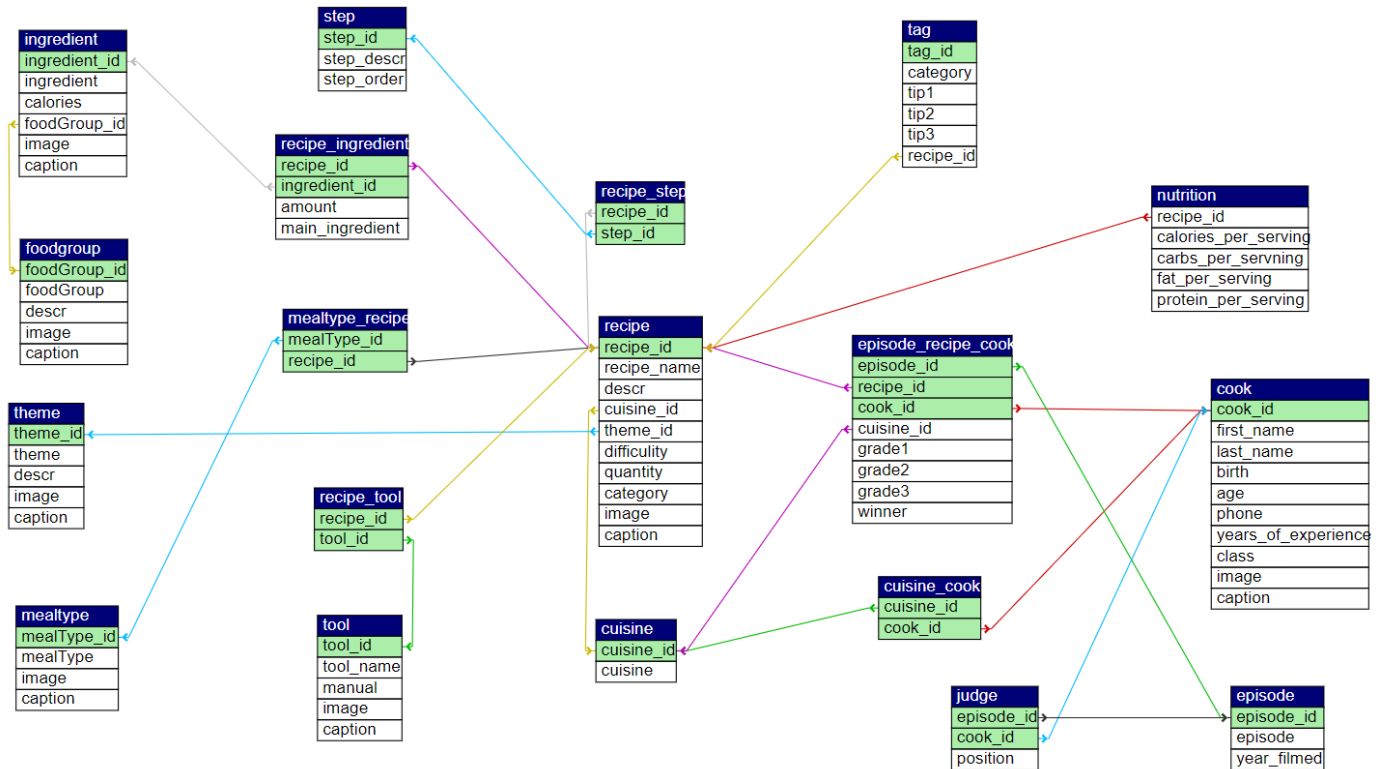 step
step_id
step_descr
step_order
ingredient
ingredient_id
ingredient
calories
foodGroup_id
image
caption
tag
tag_id
category
tip1
tip2
tip3
recipe_id
recipe_ingredient
recipe_id
ingredient_id
amount
main_ingredient
recipe_step
recipe_id
step_id
nutrition
recipe_id
calories_per_serving
carbs_per_servning
fat_per_serving
protein_per_serving
foodgroup
foodGroup_id
foodGroup
descr
image
caption
mealtype_recipe
mealType_id
recipe_id
recipe
recipe_id
recipe_name
descr
cuisine_id
theme_id
difficulity
quantity
category
image
caption
episode_recipe_cook
episode_id
recipe_id
cook_id
cuisine_id
grade1
grade2
grade3
winner
cook
cook_id
first_name
last_name
birth
age
phone
years_of_experience
class
image
caption
theme
theme_id
theme
descr
image
caption
recipe_tool
recipe_id
tool_id
cuisine_cook
cuisine_id
cook_id
mealtype
mealType_id
mealType
image
caption
tool
tool_id
tool_name
manual
image
caption
cuisine
cuisine_id
cuisine
judge
episode_id
cook_id
position
episode
episode_id
episode
year_filmed